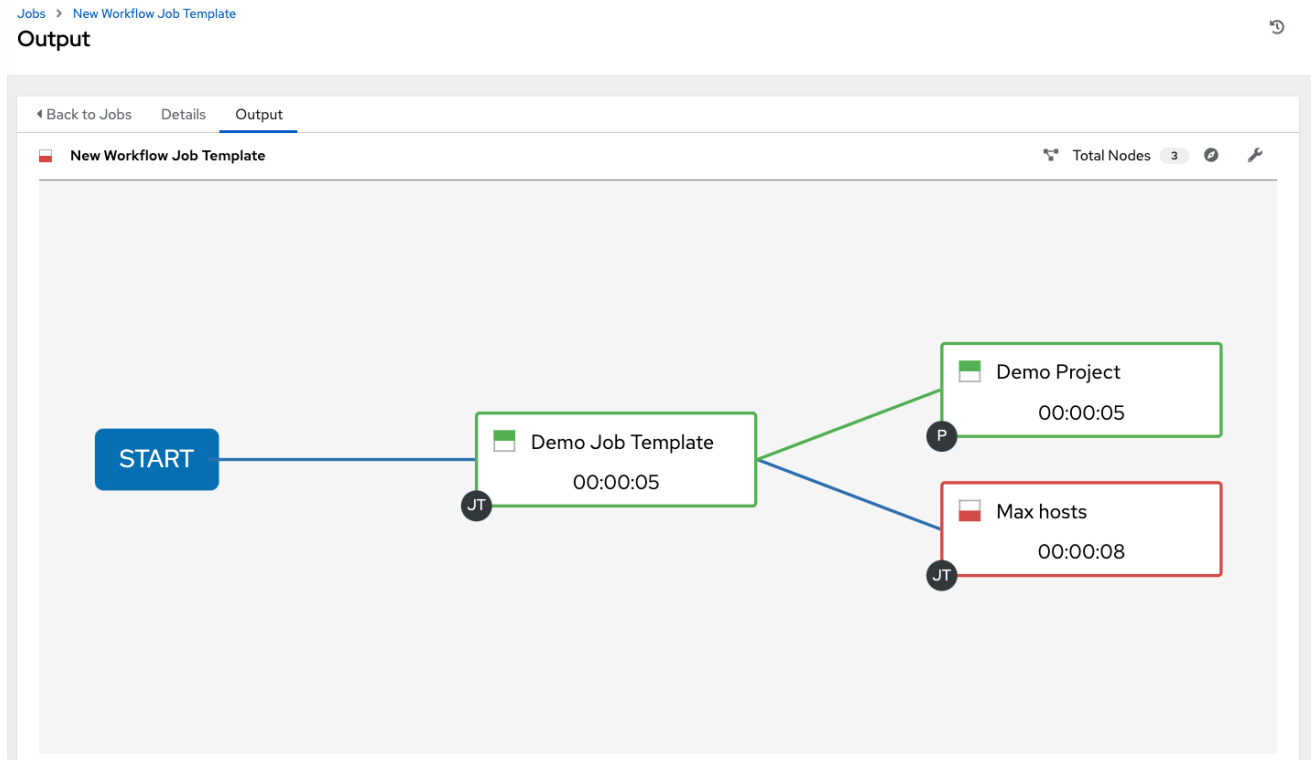 Jobs > New Workflow Job Template
Output
Back to Jobs Details Output
New Workflow Job Template Total Nodes 3
Demo Project
00:00:05
P
START
Demo Job Template
00:00:05
JT
Max hosts
00:00:08
JT